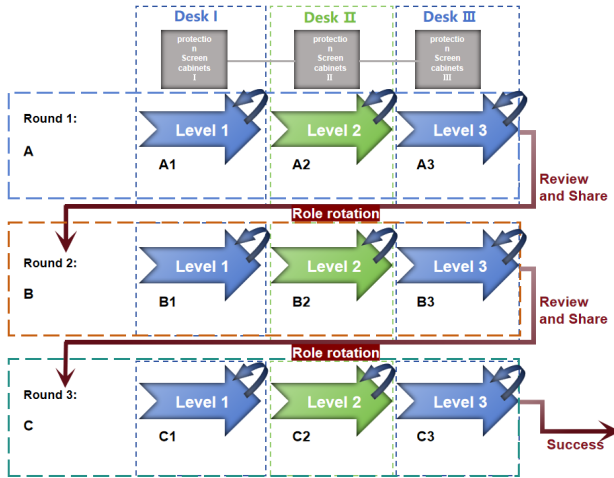 Desk I
Desk II
Desk III
protectio
n
Screen
cabinets
I
protectio
n
Screen
cabinets
II
protectio
n
Screen
cabinets
III
Round 1:
A
Level 1
Level 2
Level 3
A1
A2
A3
Review
and Share
Role rotation
Round 2:
B
Level 1
Level 2
Level 3
B1
B2
B3
Review
and Share
Role rotation
Round 3:
C
Level 1
Level 2
Level 3
C1
C2
C3
Success